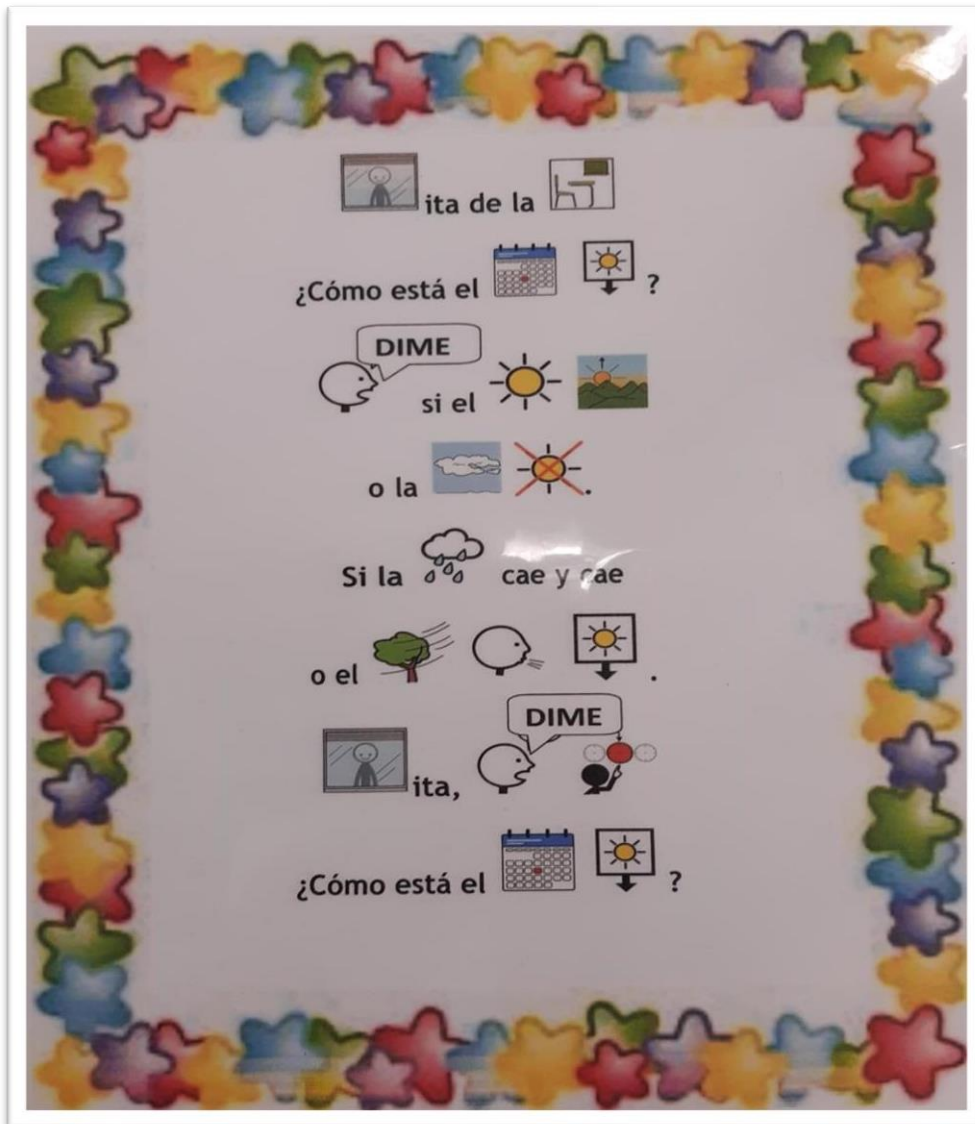 ita de la
¿Cómo está el ?
DIME
si el
o la .
Si la cae y cae
o el .
DIME
ita,
¿Cómo está el ?